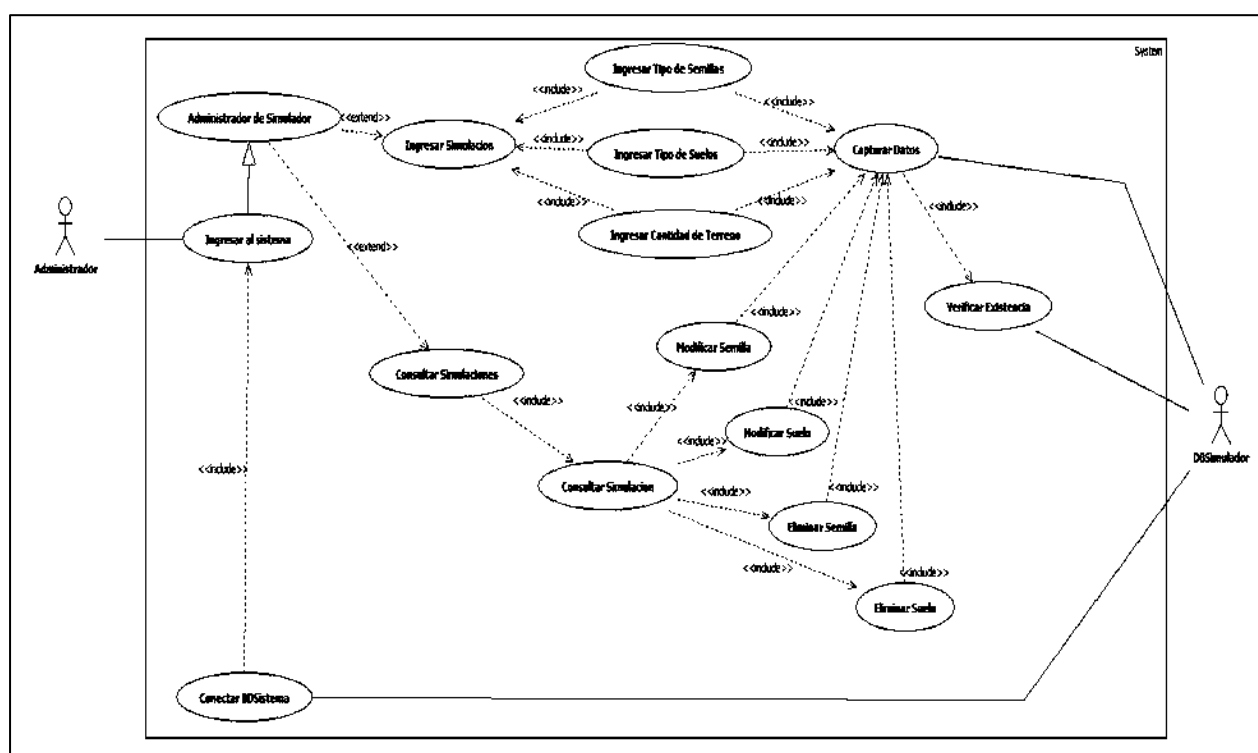 System
Ingresar Tipo de Semillas
<<include>>
<<include>>
Administrador de Simulador
<<extend>>
Ingresar Simulacion
<<include>>
Ingresar Tipo de Suelos
<<include>>
Capturar Datos
<<include>>
<<include>>
<<include>>
Ingresar Cantidad de Terreno
Ingresar al sistema
<<extend>>
Administrador
Verificar Existencia
<<include>>
Modificar Semilla
Consultar Simulaciones
<<include>>
<<include>>
<<include>>
Modificar Suelo
<<include>>
DBSimulador
<<include>>
Consultar Simulacion
<<include>>
<<include>>
Eliminar Semilla
<<include>>
<<include>>
Eliminar Suelo
Conectar BDSistema